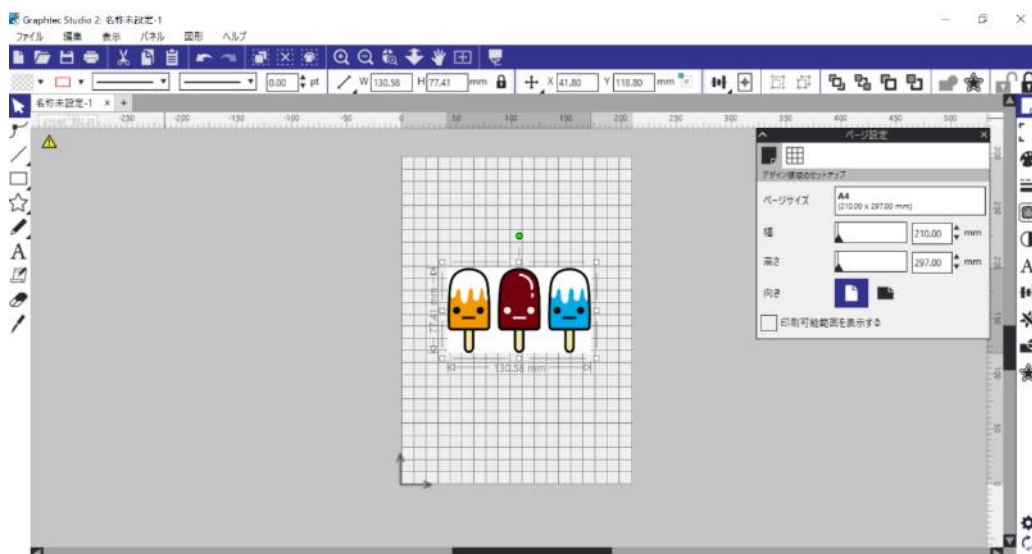 Graphtec Studio 2: 名称未設定-1
ファイル 編集 表示 パネル 図形 ヘルプ
0.00 pt W 130.58 H 77.41 mm X 41.80 Y 118.80 mm
名称未設定-1 × +
-250 -200 -150 -100 -50 0 50 100 150 200 250 300 350 400 450 500
ページ設定
デザイン領域のセットアップ
ページサイズ A4
(210.00 x 297.00 mm)
幅 210.00 mm
高さ 297.00 mm
向き
印刷可能範囲を表示する
77.41 mm
130.58 mm
A